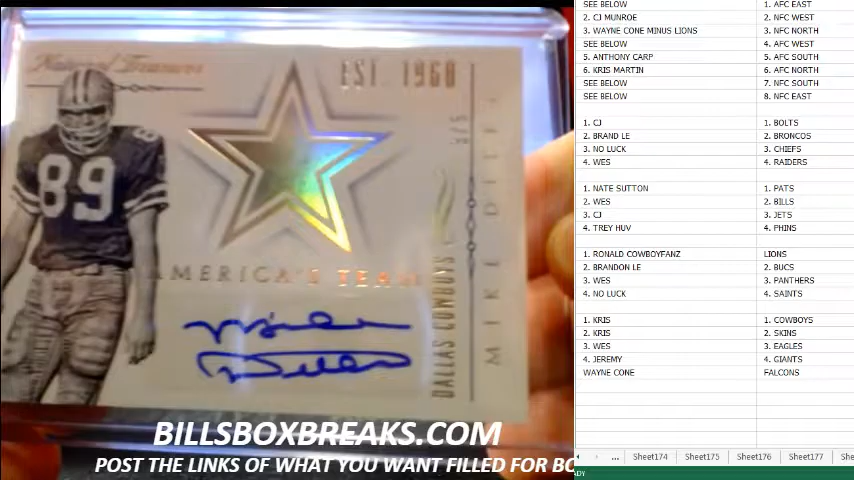 National Treasures
EST. 1960
89
AMERICA'S TEAM
DALLAS COWBOYS
MIKE DITKA
Mike Ditka
BILLSBOXBREAKS.COM
POST THE LINKS OF WHAT YOU WANT FILLED FOR BO
SEE BELOW 1. AFC EAST
2. CJ MUNROE 2. NFC WEST
3. WAYNE CONE MINUS LIONS 3. NFC NORTH
SEE BELOW 4. AFC WEST
5. ANTHONY CARP 5. AFC SOUTH
6. KRIS MARTIN 6. AFC NORTH
SEE BELOW 7. NFC SOUTH
SEE BELOW 8. NFC EAST
1. CJ 1. BOLTS
2. BRAND LE 2. BRONCOS
3. NO LUCK 3. CHIEFS
4. WES 4. RAIDERS
1. NATE SUTTON 1. PATS
2. WES 2. BILLS
3. CJ 3. JETS
4. TREY HUV 4. PHINS
1. RONALD COWBOYFANZ LIONS
2. BRANDON LE 2. BUCS
3. WES 3. PANTHERS
4. NO LUCK 4. SAINTS
1. KRIS 1. COWBOYS
2. KRIS 2. SKINS
3. WES 3. EAGLES
4. JEREMY 4. GIANTS
WAYNE CONE FALCONS
... Sheet174 Sheet175 Sheet176 Sheet177 She
ADY